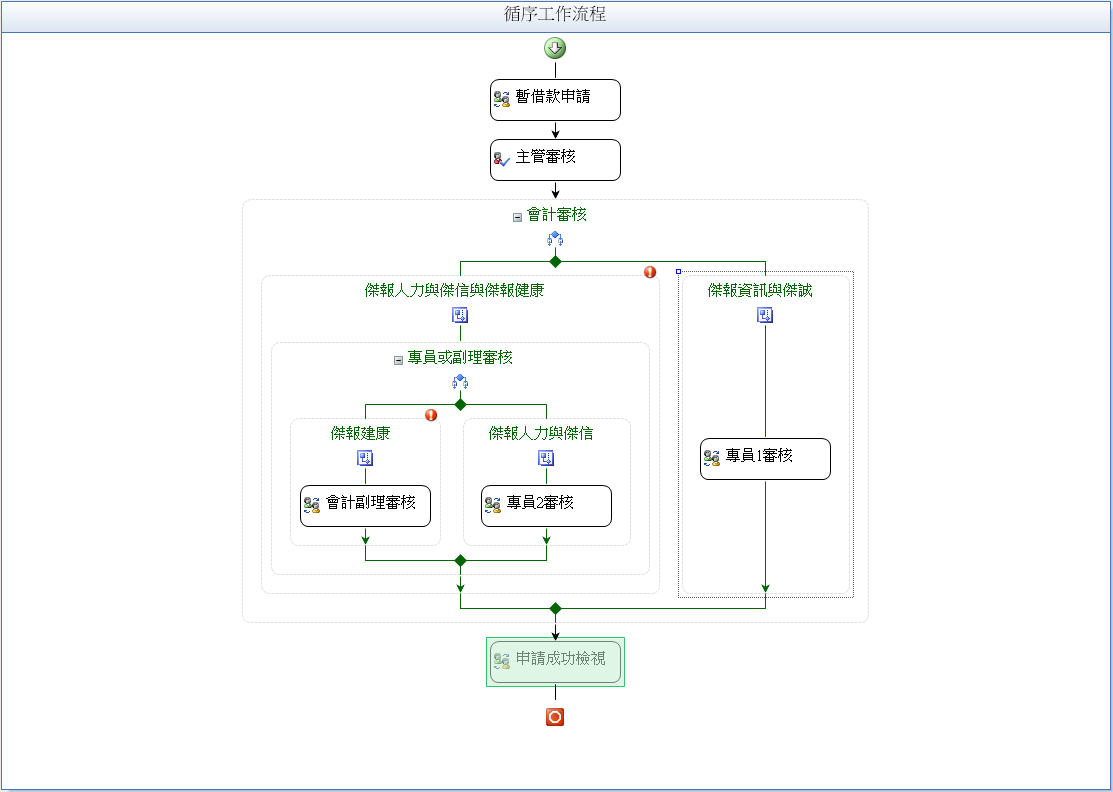 循序工作流程
暫借款申請
主管審核
會計審核
傑報人力與傑信與傑報健康
傑報資訊與傑誠
專員或副理審核
傑報建康
傑報人力與傑信
專員1審核
會計副理審核
專員2審核
申請成功檢視